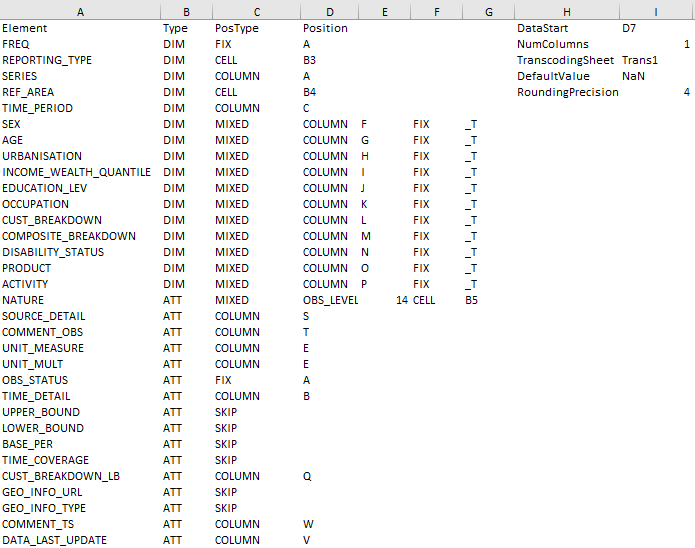 A B C D E F G H I
Element Type PosType Position DataStart D7
FREQ DIM FIX A NumColumns 1
REPORTING_TYPE DIM CELL B3 TranscodingSheet Trans1
SERIES DIM COLUMN A DefaultValue NaN
REF_AREA DIM CELL B4 RoundingPrecision 4
TIME_PERIOD DIM COLUMN C
SEX DIM MIXED COLUMN F FIX _T
AGE DIM MIXED COLUMN G FIX _T
URBANISATION DIM MIXED COLUMN H FIX _T
INCOME_WEALTH_QUANTILE DIM MIXED COLUMN I FIX _T
EDUCATION_LEV DIM MIXED COLUMN J FIX _T
OCCUPATION DIM MIXED COLUMN K FIX _T
CUST_BREAKDOWN DIM MIXED COLUMN L FIX _T
COMPOSITE_BREAKDOWN DIM MIXED COLUMN M FIX _T
DISABILITY_STATUS DIM MIXED COLUMN N FIX _T
PRODUCT DIM MIXED COLUMN O FIX _T
ACTIVITY DIM MIXED COLUMN P FIX _T
NATURE ATT MIXED OBS_LEVEL 14 CELL B5
SOURCE_DETAIL ATT COLUMN S
COMMENT_OBS ATT COLUMN T
UNIT_MEASURE ATT COLUMN E
UNIT_MULT ATT COLUMN E
OBS_STATUS ATT FIX A
TIME_DETAIL ATT COLUMN B
UPPER_BOUND ATT SKIP
LOWER_BOUND ATT SKIP
BASE_PER ATT SKIP
TIME_COVERAGE ATT SKIP
CUST_BREAKDOWN_LB ATT COLUMN Q
GEO_INFO_URL ATT SKIP
GEO_INFO_TYPE ATT SKIP
COMMENT_TS ATT COLUMN W
DATA_LAST_UPDATE ATT COLUMN V